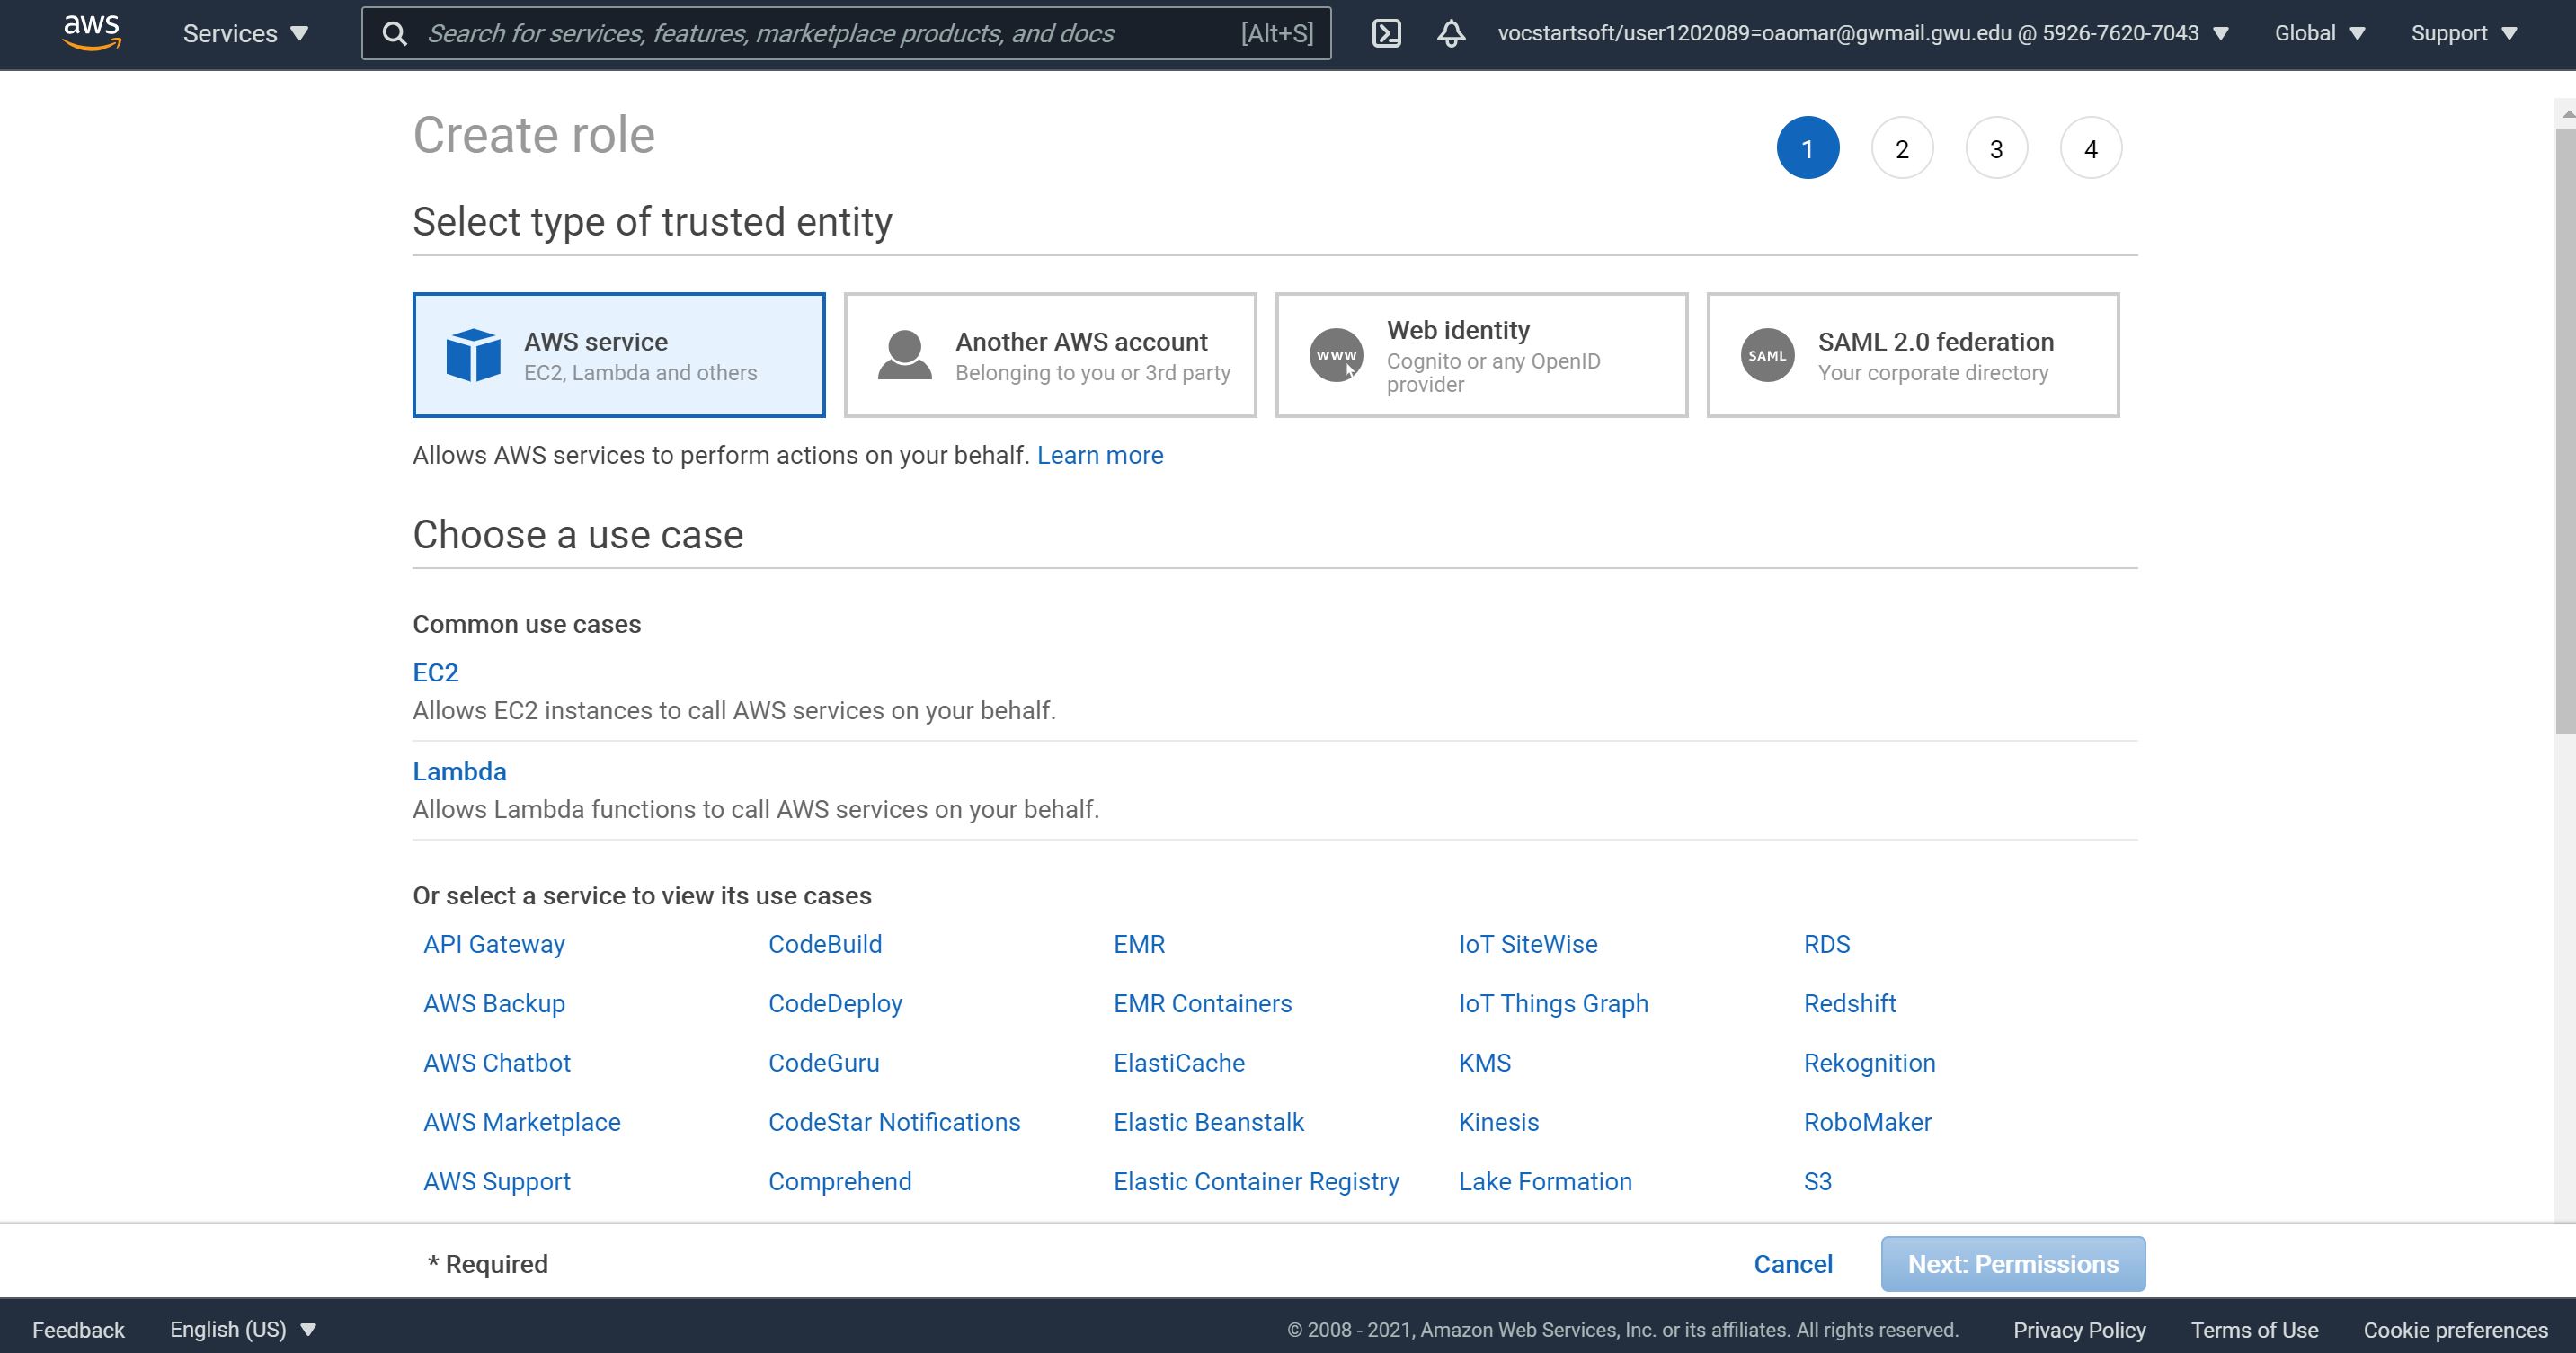 aws
Services
Search for services, features, marketplace products, and docs [Alt+S]
vocstartsoft/user1202089=oaomar@gwmail.gwu.edu @ 5926-7620-7043
Global
Support
Create role
1 2 3 4
Select type of trusted entity
AWS service
EC2, Lambda and others
Another AWS account
Belonging to you or 3rd party
www
Web identity
Cognito or any OpenID
provider
SAML
SAML 2.0 federation
Your corporate directory
Allows AWS services to perform actions on your behalf. Learn more
Choose a use case
Common use cases
EC2
Allows EC2 instances to call AWS services on your behalf.
Lambda
Allows Lambda functions to call AWS services on your behalf.
Or select a service to view its use cases
API Gateway CodeBuild EMR IoT SiteWise RDS
AWS Backup CodeDeploy EMR Containers IoT Things Graph Redshift
AWS Chatbot CodeGuru ElastiCache KMS Rekognition
AWS Marketplace CodeStar Notifications Elastic Beanstalk Kinesis RoboMaker
AWS Support Comprehend Elastic Container Registry Lake Formation S3
* Required
Cancel
Next: Permissions
Feedback English (US) © 2008 - 2021, Amazon Web Services, Inc. or its affiliates. All rights reserved. Privacy Policy Terms of Use Cookie preferences